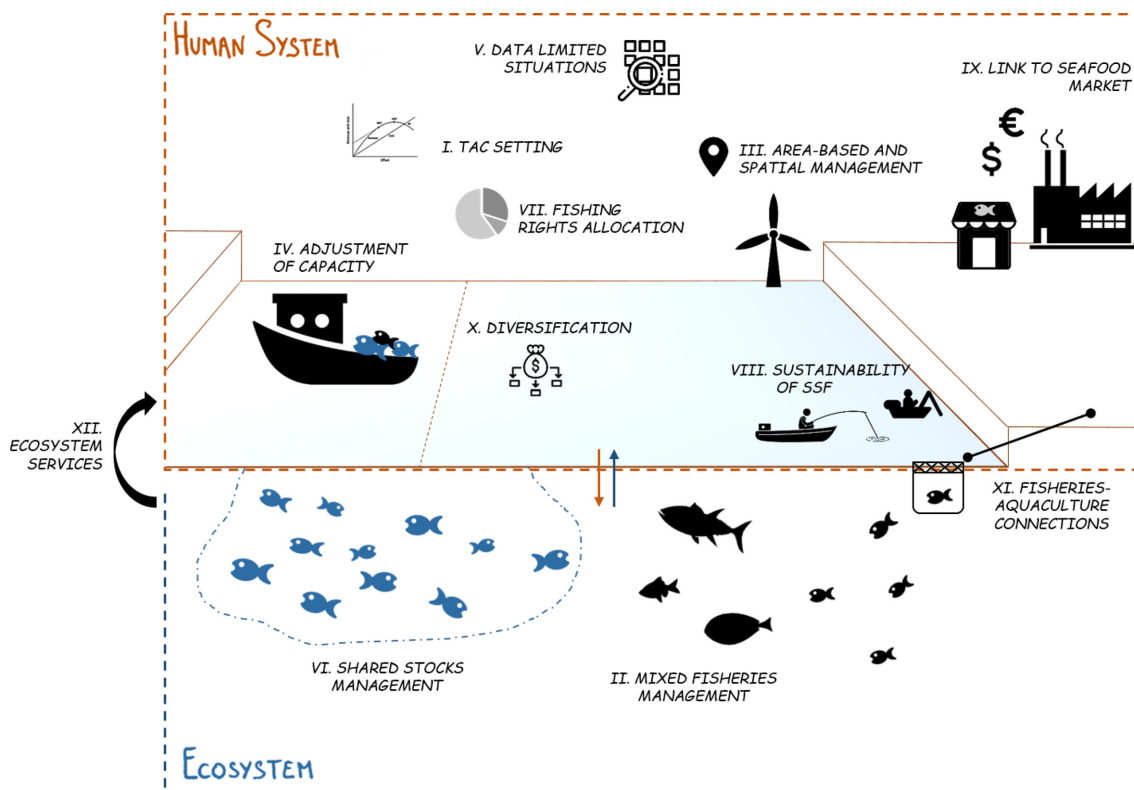 HUMAN SYSTEM
V. DATA LIMITED
SITUATIONS
IX. LINK TO SEAFOOD
MARKET
€
$
I. TAC SETTING
Effort
III. AREA-BASED AND
SPATIAL MANAGEMENT
VII. FISHING
RIGHTS ALLOCATION
IV. ADJUSTMENT
OF CAPACITY
X. DIVERSIFICATION
$
VIII. SUSTAINABILITY
OF SSF
XII.
ECOSYSTEM
SERVICES
XI. FISHERIES-
AQUACULTURE
CONNECTIONS
VI. SHARED STOCKS
MANAGEMENT
II. MIXED FISHERIES
MANAGEMENT
ECOSYSTEM